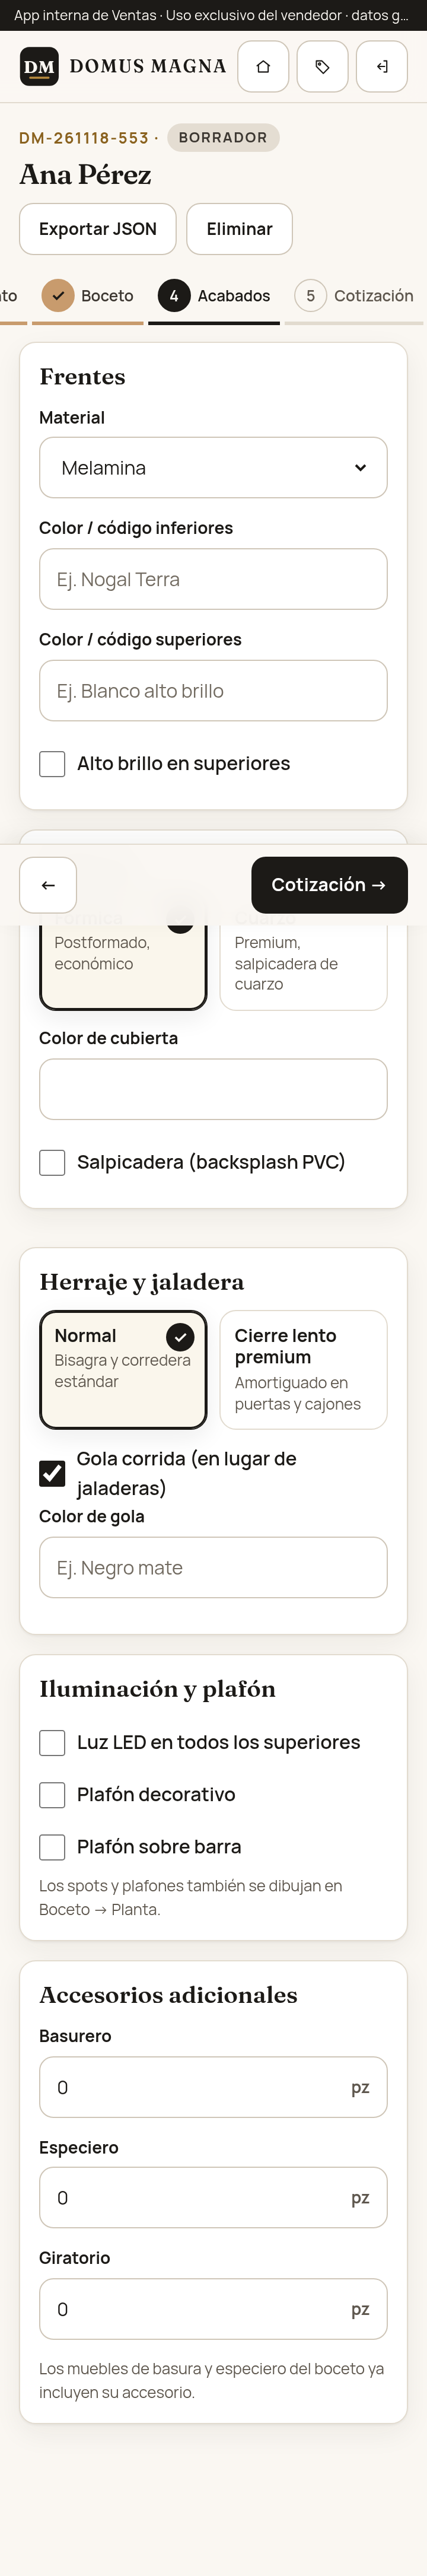 App interna de Ventas · Uso exclusivo del vendedor · datos g…
DM DOMUS MAGNA
DM-261118-553 · BORRADOR
Ana Pérez
Exportar JSON Eliminar
nto ✓ Boceto 4 Acabados 5 Cotización
Frentes
Material
Melamina
Color / código inferiores
Ej. Nogal Terra
Color / código superiores
Ej. Blanco alto brillo
Alto brillo en superiores
← Cotización →
Postformado, económico
Premium, salpicadera de cuarzo
Color de cubierta
Salpicadera (backsplash PVC)
Herraje y jaladera
Normal
Bisagra y corredera
estándar
Cierre lento
premium
Amortiguado en
puertas y cajones
Gola corrida (en lugar de
jaladeras)
Color de gola
Ej. Negro mate
Iluminación y plafón
Luz LED en todos los superiores
Plafón decorativo
Plafón sobre barra
Los spots y plafones también se dibujan en
Boceto → Planta.
Accesorios adicionales
Basurero
0 pz
Especiero
0 pz
Giratorio
0 pz
Los muebles de basura y especiero del boceto ya
incluyen su accesorio.